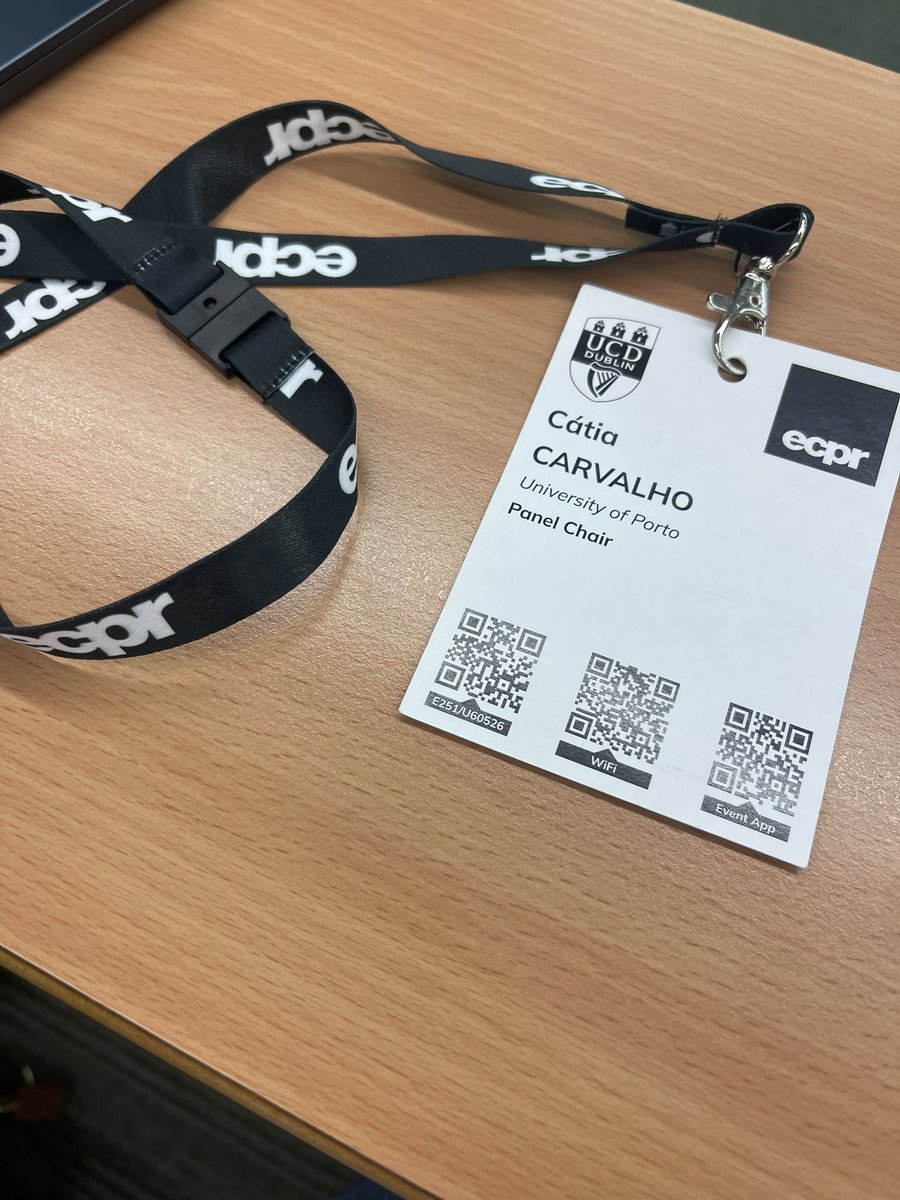 ecpr
ecpr
ecpr
ecpr
ecpr
ecpr
ecpr
UCD
DUBLIN
ecpr
Cátia
CARVALHO
University of Porto
Panel Chair
E251/U60526
WiFi
Event App